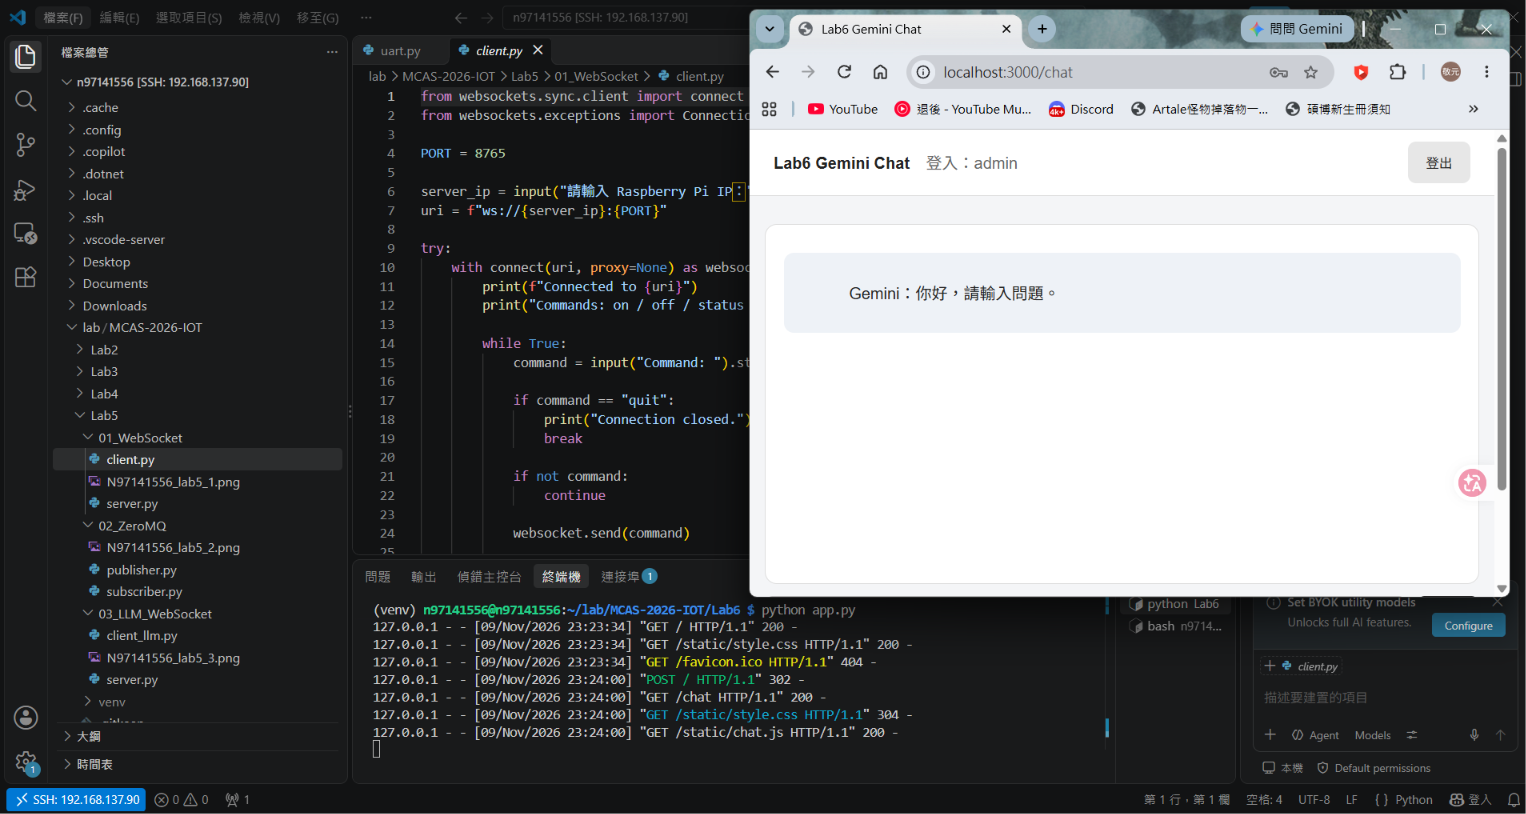 檔案(F) 編輯(E) 選取項目(S) 檢視(V) 移至(G) ···
n97141556 [SSH: 192.168.137.90]
檔案總管
n97141556 [SSH: 192.168.137.90]
.cache
.config
.copilot
.dotnet
.local
.ssh
.vscode-server
Desktop
Documents
Downloads
lab / MCAS-2026-IOT
Lab2
Lab3
Lab4
Lab5
01_WebSocket
client.py
N97141556_lab5_1.png
server.py
02_ZeroMQ
N97141556_lab5_2.png
publisher.py
subscriber.py
03_LLM_WebSocket
client_llm.py
N97141556_lab5_3.png
server.py
venv
.gitkeep
大綱
時間表
uart.py
client.py
lab > MCAS-2026-IOT > Lab5 > 01_WebSocket > client.py
1 from websockets.sync.client import connect
2 from websockets.exceptions import Connectio
3
4 PORT = 8765
5
6 server_ip = input("請輸入 Raspberry Pi IP：
7 uri = f"ws://{server_ip}:{PORT}"
8
9 try:
10 with connect(uri, proxy=None) as websoc
11 print(f"Connected to {uri}")
12 print("Commands: on / off / status
13
14 while True:
15 command = input("Command: ").st
16
17 if command == "quit":
18 print("Connection closed.")
19 break
20
21 if not command:
22 continue
23
24 websocket.send(command)
25
問題 輸出 偵錯主控台 終端機 連接埠 1
(venv) n97141556@n97141556:~/lab/MCAS-2026-IOT/Lab6 $ python app.py
127.0.0.1 - - [09/Nov/2026 23:23:34] "GET / HTTP/1.1" 200 -
127.0.0.1 - - [09/Nov/2026 23:23:34] "GET /static/style.css HTTP/1.1" 200 -
127.0.0.1 - - [09/Nov/2026 23:23:34] "GET /favicon.ico HTTP/1.1" 404 -
127.0.0.1 - - [09/Nov/2026 23:24:00] "POST / HTTP/1.1" 302 -
127.0.0.1 - - [09/Nov/2026 23:24:00] "GET /chat HTTP/1.1" 200 -
127.0.0.1 - - [09/Nov/2026 23:24:00] "GET /static/style.css HTTP/1.1" 304 -
127.0.0.1 - - [09/Nov/2026 23:24:00] "GET /static/chat.js HTTP/1.1" 200 -
python Lab6
bash n9714...
Lab6 Gemini Chat
問問 Gemini
localhost:3000/chat
敬元
YouTube
退後 - YouTube Mu...
4k+
Discord
Artale怪物掉落物一...
碩博新生冊須知
Lab6 Gemini Chat 登入：admin
登出
Gemini：你好，請輸入問題。
Set BYOK utility models
Unlocks full AI features.
Configure
client.py
描述要建置的項目
Agent Models
本機 Default permissions
1
SSH: 192.168.137.90 0 0 1
第 1 行，第 1 欄 空格: 4 UTF-8 LF { } Python 登入